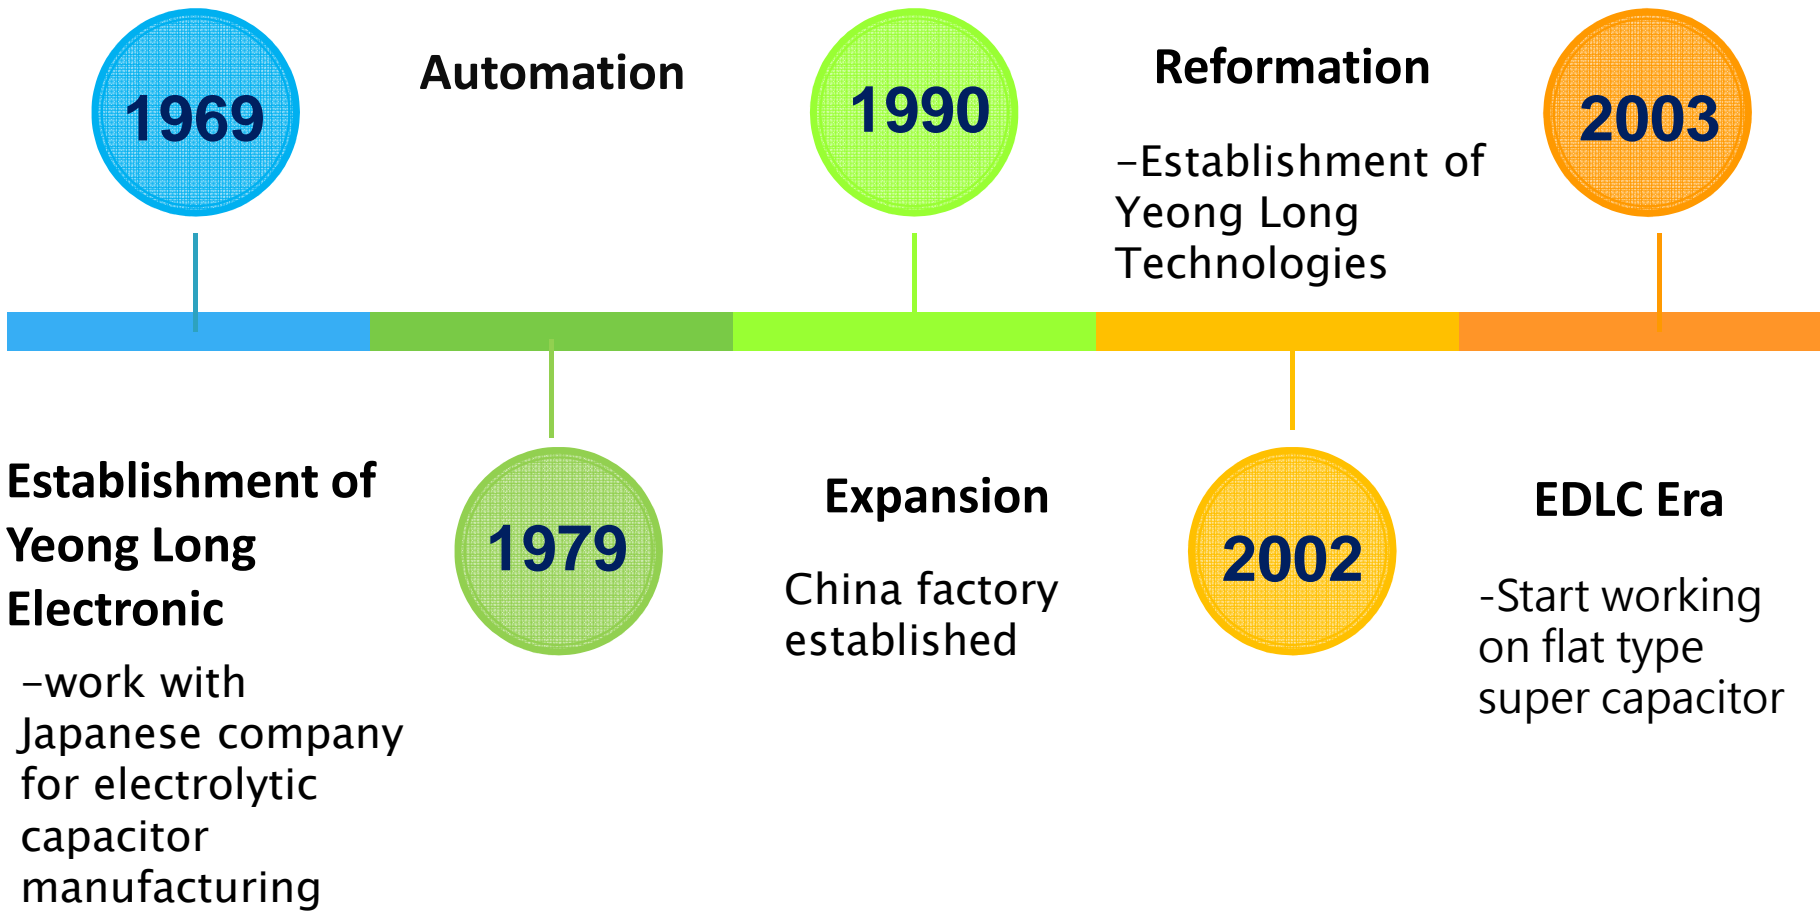 1969
Establishment of
Yeong Long
Electronic
–work with
Japanese company
for electrolytic
capacitor
manufacturing
Automation
1979
1990
Expansion
China factory
established
Reformation
–Establishment of
Yeong Long
Technologies
2002
2003
EDLC Era
-Start working
on flat type
super capacitor